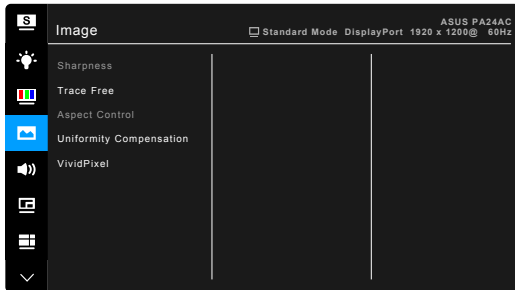 S
Image
ASUS PA24AC
Standard Mode DisplayPort 1920 x 1200@ 60Hz
Sharpness
Trace Free
Aspect Control
Uniformity Compensation
VividPixel